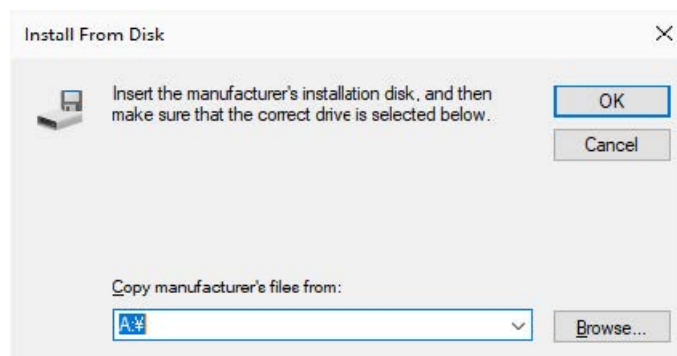 Install From Disk
Insert the manufacturer's installation disk, and then
make sure that the correct drive is selected below.
OK
Cancel
Copy manufacturer's files from:
A:¥
Browse...